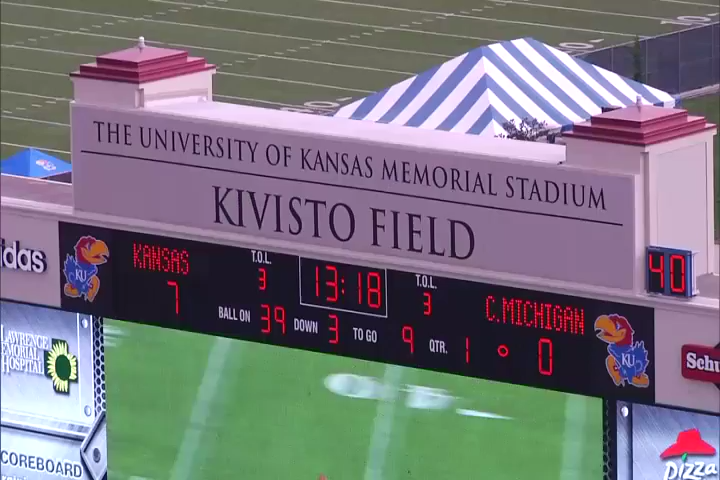 THE UNIVERSITY OF KANSAS MEMORIAL STADIUM
KIVISTO FIELD
adidas
KU
KANSAS
7
T.O.L.
3
13:18
T.O.L.
3
C.MICHIGAN
0
40
BALL ON 39 DOWN 3 TO GO 9 QTR. 1
KU
LAWRENCE
MEMORIAL
HOSPITAL
SCOREBOARD
Schu
Pizza